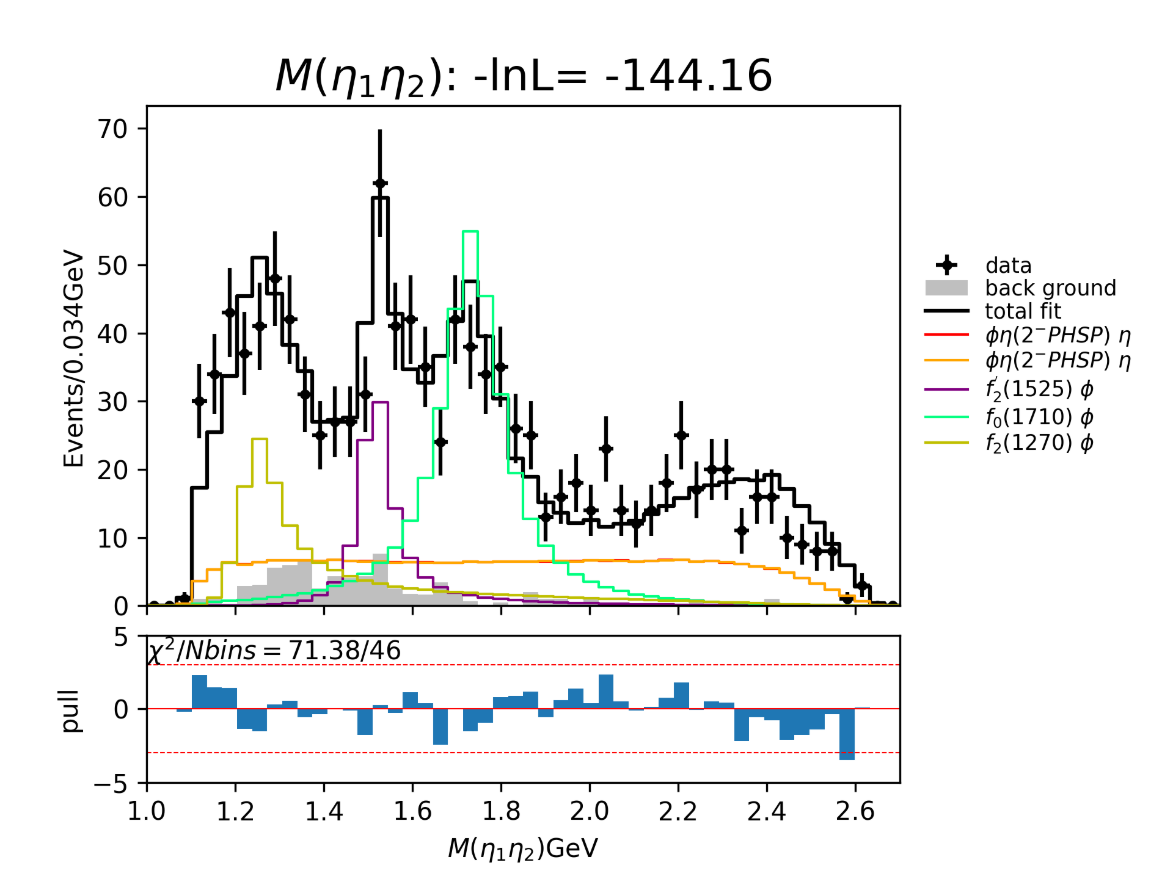 M(η₁η₂): -lnL= -144.16
70
60
50
40
30
20
10
0
Events/0.034GeV
data
back ground
total fit
ϕη(2⁻PHSP) η
ϕη(2⁻PHSP) η
f₂′(1525) ϕ
f₀(1710) ϕ
f₂(1270) ϕ
χ²/Nbins = 71.38/46
5
0
−5
pull
1.0 1.2 1.4 1.6 1.8 2.0 2.2 2.4 2.6
M(η₁η₂)GeV